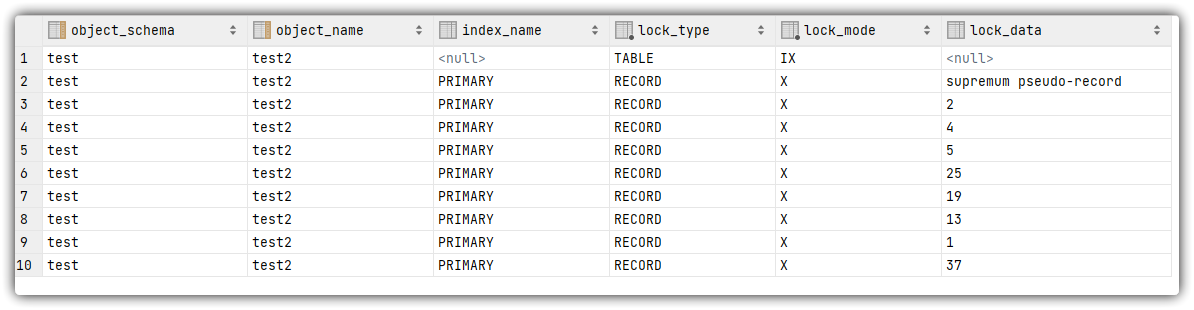 object_schema object_name index_name lock_type lock_mode lock_data
1 test test2 <null> TABLE IX <null>
2 test test2 PRIMARY RECORD X supremum pseudo-record
3 test test2 PRIMARY RECORD X 2
4 test test2 PRIMARY RECORD X 4
5 test test2 PRIMARY RECORD X 5
6 test test2 PRIMARY RECORD X 25
7 test test2 PRIMARY RECORD X 19
8 test test2 PRIMARY RECORD X 13
9 test test2 PRIMARY RECORD X 1
10 test test2 PRIMARY RECORD X 37